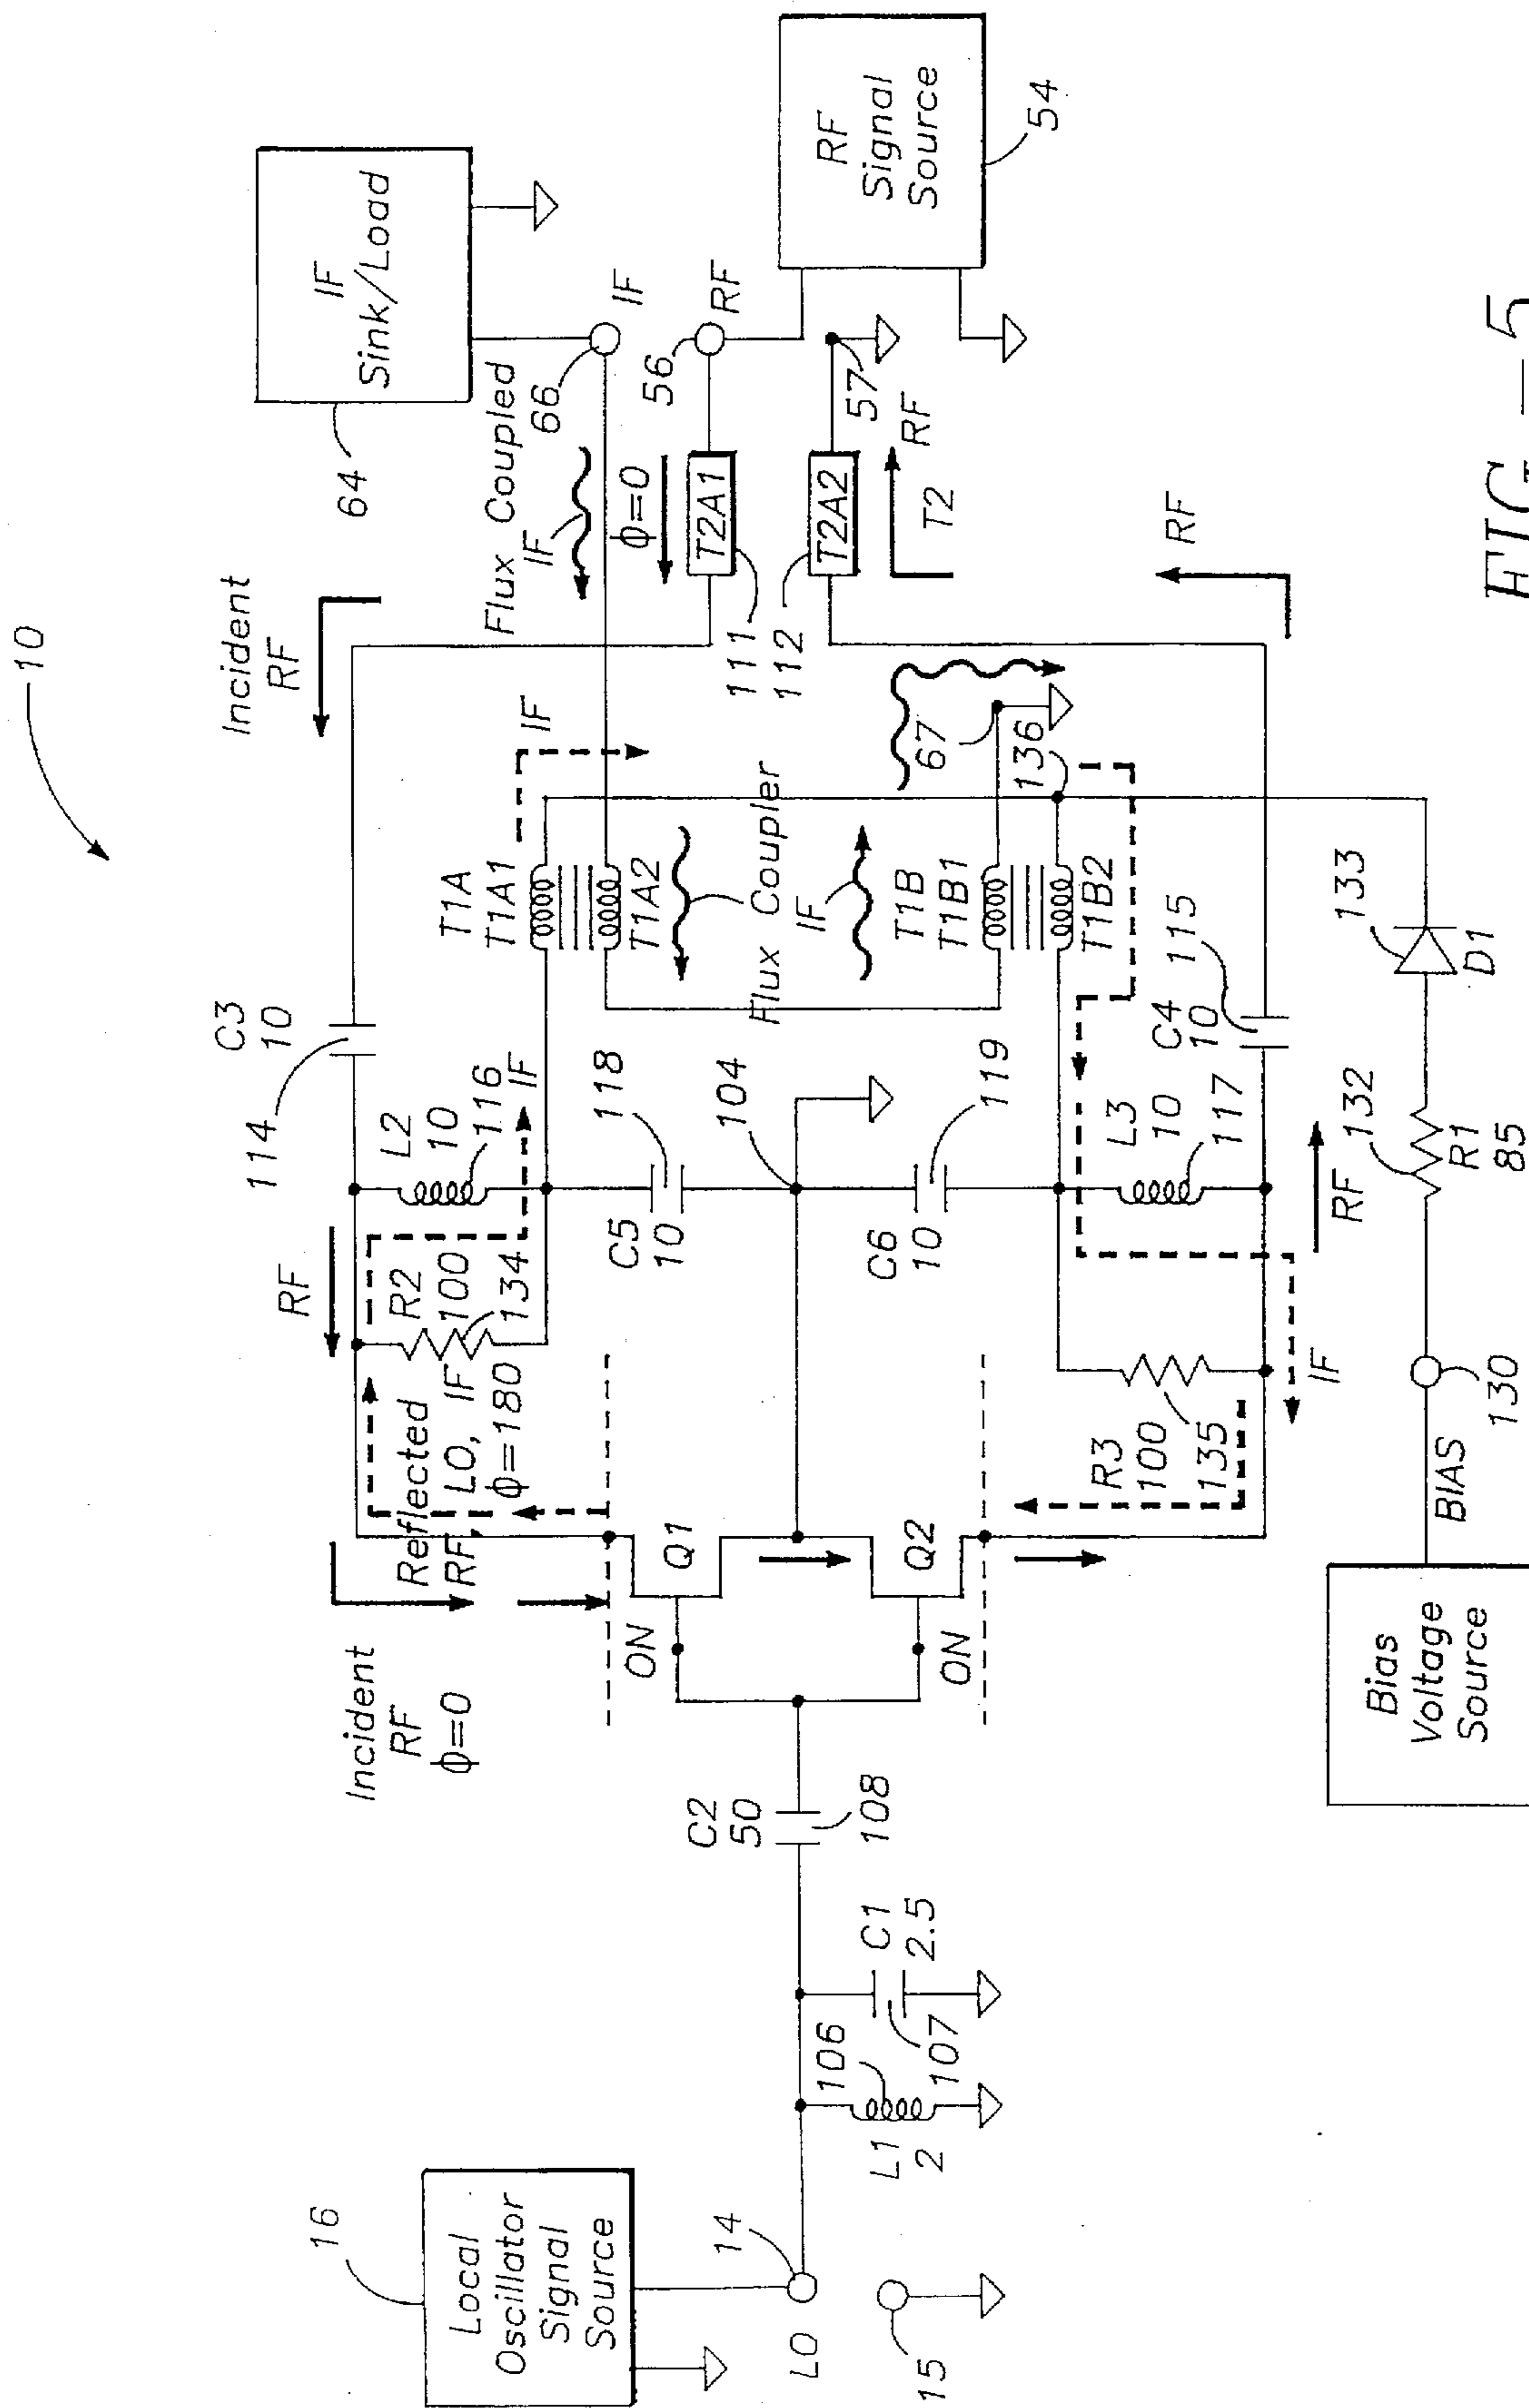 10
16
Local
Oscillator
Signal
Source
14
LO
15
L1
2
106
C1
2.5
107
C2
50
108
Incident
RF
ϕ=0
ON
ON
Q1
Q2
Reflected
RF, LO, IF
ϕ=180
RF
R2
100
134
L2
10
116
IF
114
C3
10
C5
10
118
104
C6
10
119
R3
100
135
L3
10
117
IF
RF
C4
10
115
Incident
RF
T1A
T1A1
T1A2
IF
Flux Coupler
IF
T1B
T1B1
T1B2
67
136
Flux Coupled
IF
66
IF
64
IF
Sink/Load
ϕ=0
T2A1
111
56
RF
T2A2
112
57
RF
T2
RF
RF
Signal
Source
54
Bias
Voltage
Source
BIAS
130
132
R1
85
133
D1
FIG.-5